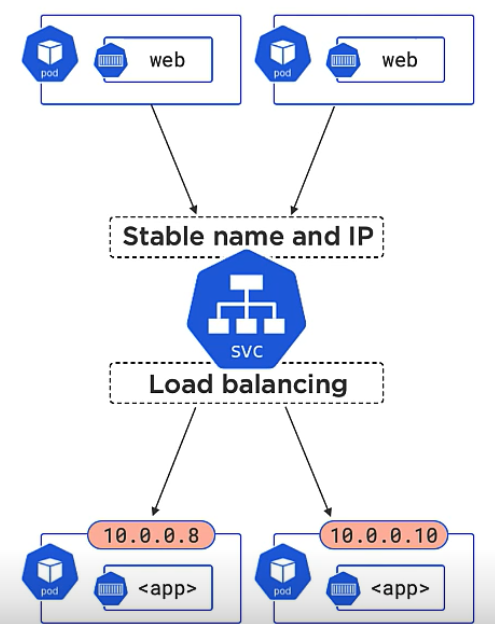 pod
web
pod
web
Stable name and IP
SVC
Load balancing
10.0.0.8
pod
<app>
10.0.0.10
pod
<app>